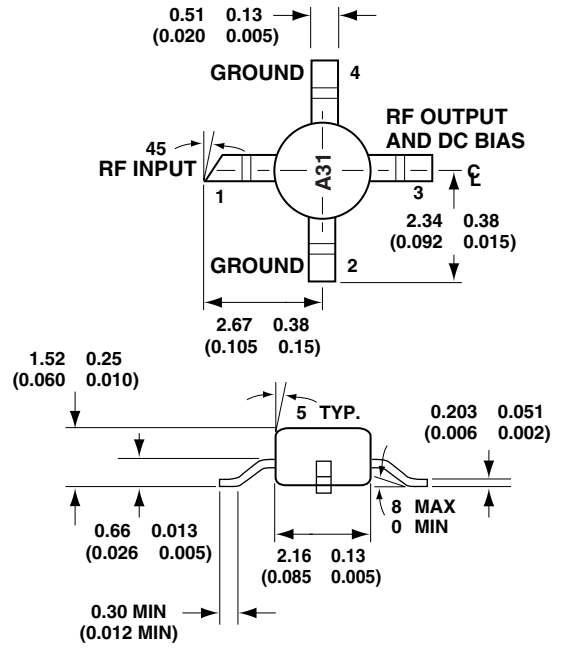 0.51 0.13
(0.020 0.005)
GROUND 4
RF OUTPUT
AND DC BIAS
45
RF INPUT
A31
℄
1
3
2.34 0.38
(0.092 0.015)
GROUND 2
2.67 0.38
(0.105 0.15)
1.52 0.25
(0.060 0.010)
5 TYP.
0.203 0.051
(0.006 0.002)
8 MAX
0 MIN
0.66 0.013
(0.026 0.005)
2.16 0.13
(0.085 0.005)
0.30 MIN
(0.012 MIN)